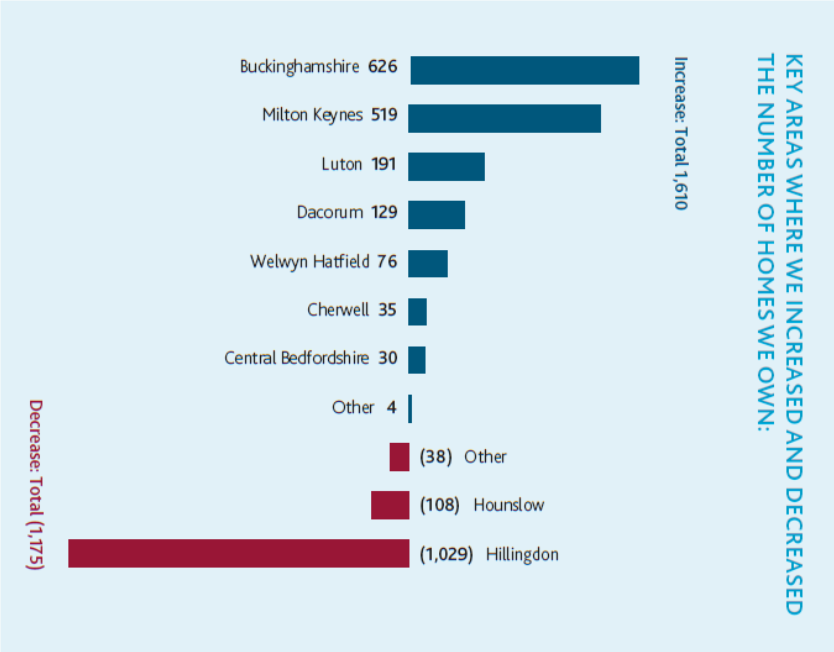 KEY AREAS WHERE WE INCREASED AND DECREASED
THE NUMBER OF HOMES WE OWN:
Increase: Total 1,610
Buckinghamshire 626
Milton Keynes 519
Luton 191
Dacorum 129
Welwyn Hatfield 76
Cherwell 35
Central Bedfordshire 30
Other 4
(38) Other
(108) Hounslow
(1,029) Hillingdon
Decrease: Total (1,175)